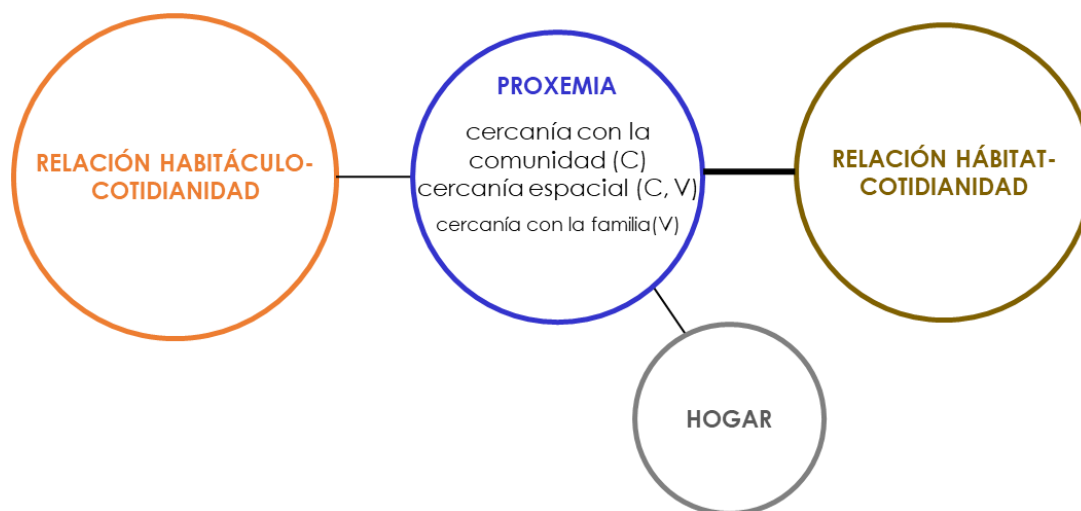 RELACIÓN HABITÁCULO-
COTIDIANIDAD
PROXEMIA
cercanía con la
comunidad (C)
cercanía espacial (C, V)
cercanía con la familia(V)
RELACIÓN HÁBITAT-
COTIDIANIDAD
HOGAR